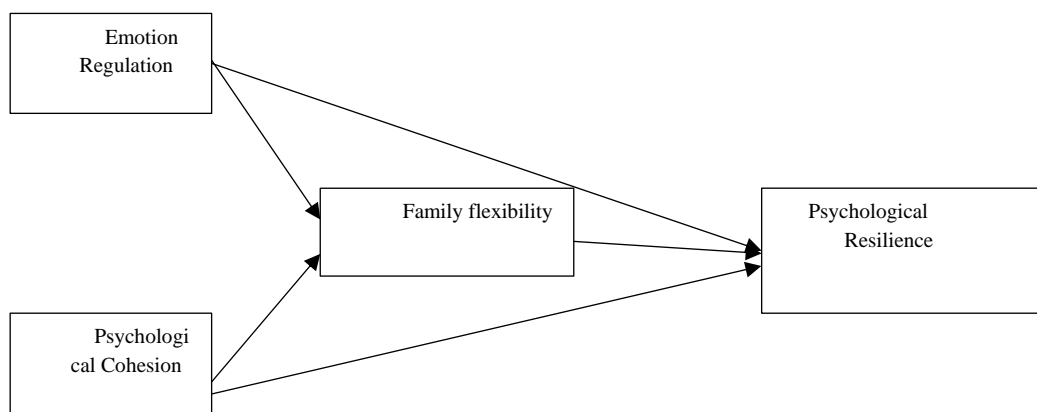 Emotion
Regulation
Family flexibility
Psychological
Resilience
Psychologi
cal Cohesion